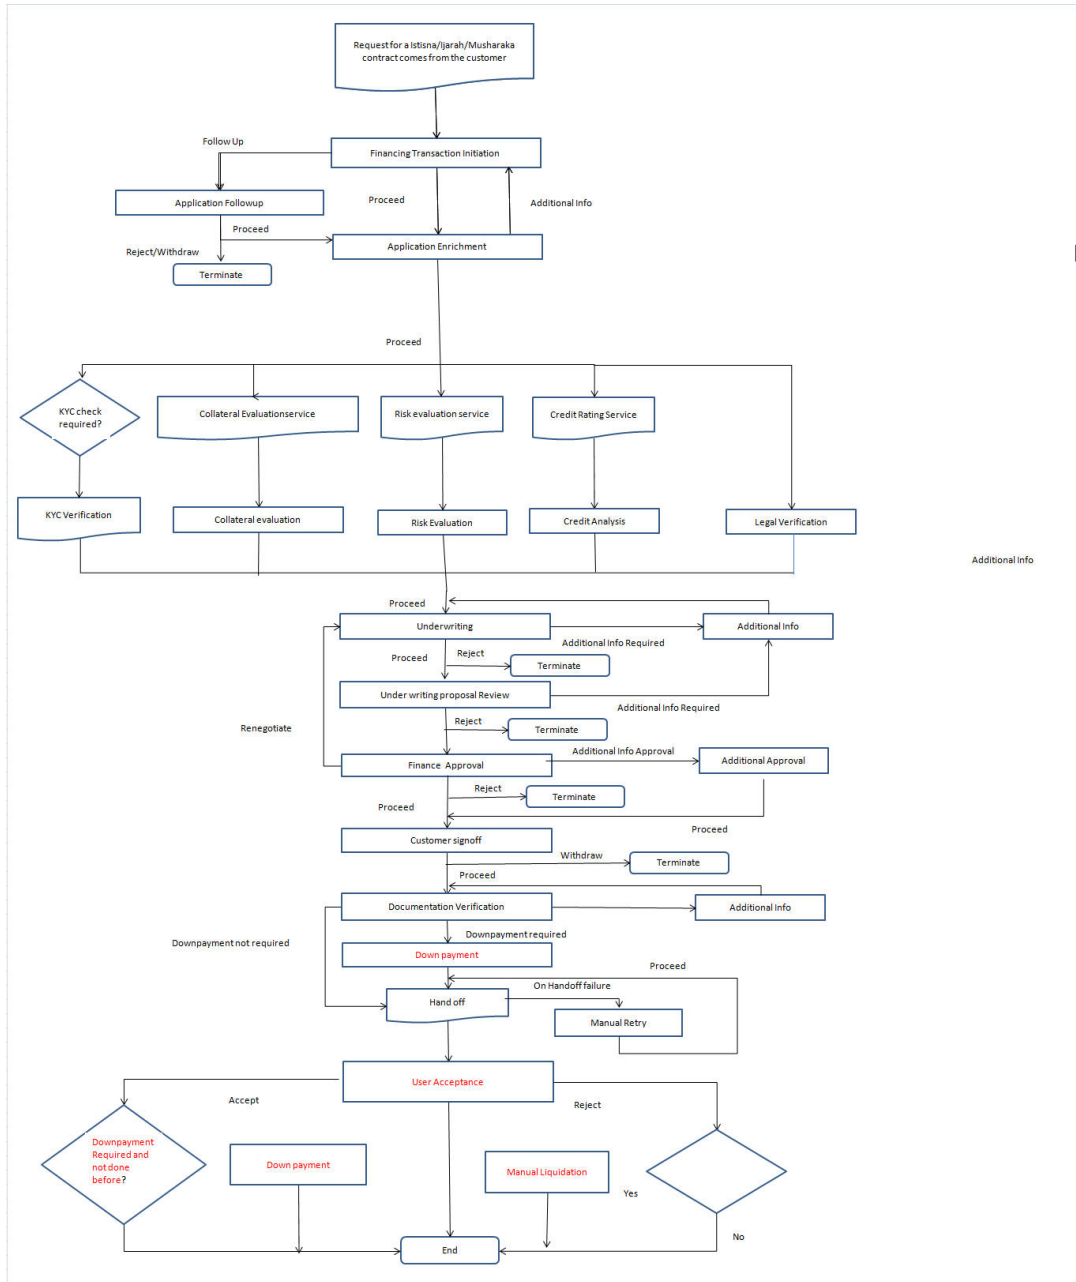 Request for a Istisna/Ijarah/Musharaka
contract comes from the customer
Follow Up
Financing Transaction Initiation
Proceed
Additional Info
Application Followup
Proceed
Application Enrichment
Reject/Withdraw
Terminate
Proceed
KYC check
required?
Collateral Evaluationservice
Risk evaluation service
Credit Rating Service
KYC Verification
Collateral evaluation
Risk Evaluation
Credit Analysis
Legal Verification
Additional Info
Proceed
Underwriting
Additional Info
Additional Info Required
Proceed
Reject
Terminate
Under writing proposal Review
Additional Info Required
Reject
Terminate
Renegotiate
Additional Info Approval
Finance Approval
Additional Approval
Reject
Terminate
Proceed
Proceed
Customer signoff
Withdraw
Terminate
Proceed
Documentation Verification
Additional Info
Downpayment required
Downpayment not required
Down payment
Proceed
On Handoff failure
Hand off
Manual Retry
User Acceptance
Accept
Reject
Downpayment
Required and
not done
before?
Down payment
Manual Liquidation
Yes
No
End